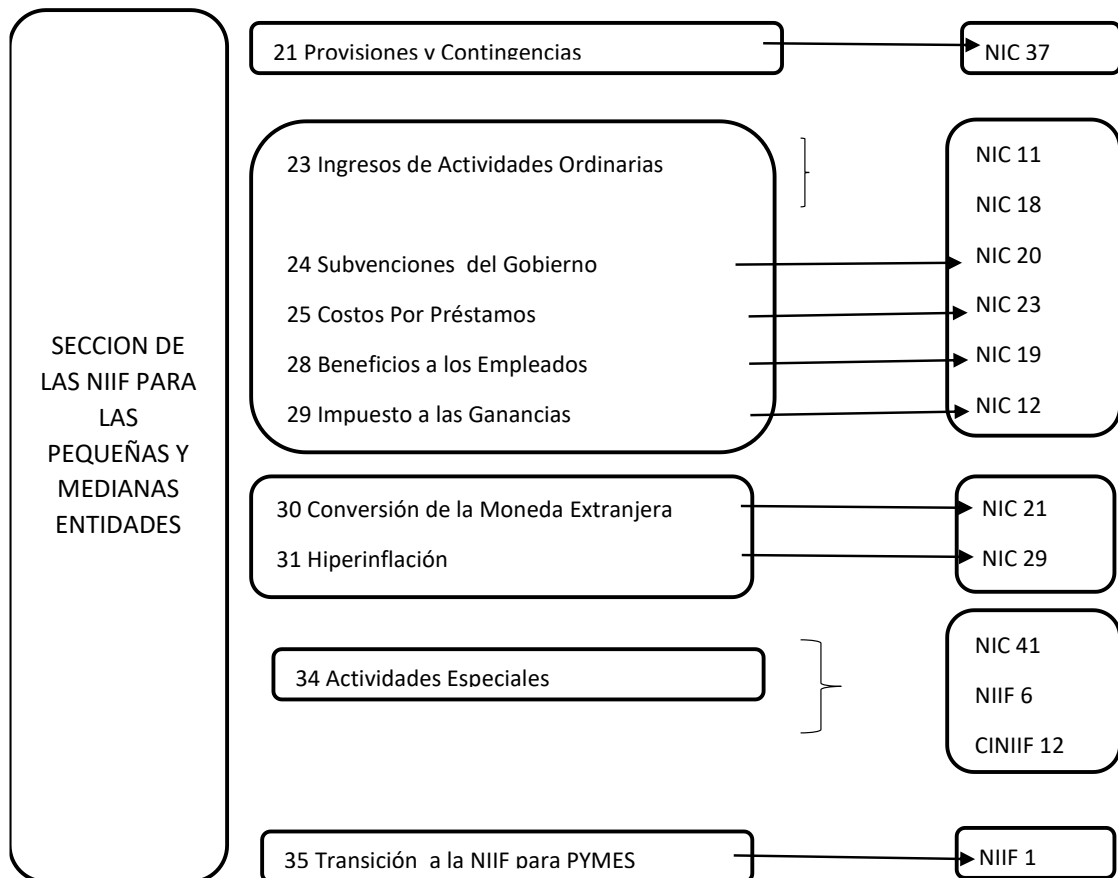 21 Provisiones y Contingencias
NIC 37
23 Ingresos de Actividades Ordinarias
NIC 11
NIC 18
24 Subvenciones del Gobierno
NIC 20
25 Costos Por Préstamos
NIC 23
28 Beneficios a los Empleados
NIC 19
29 Impuesto a las Ganancias
NIC 12
SECCION DE
LAS NIIF PARA
LAS
PEQUEÑAS Y
MEDIANAS
ENTIDADES
30 Conversión de la Moneda Extranjera
NIC 21
31 Hiperinflación
NIC 29
34 Actividades Especiales
NIC 41
NIIF 6
CINIIF 12
35 Transición a la NIIF para PYMES
NIIF 1